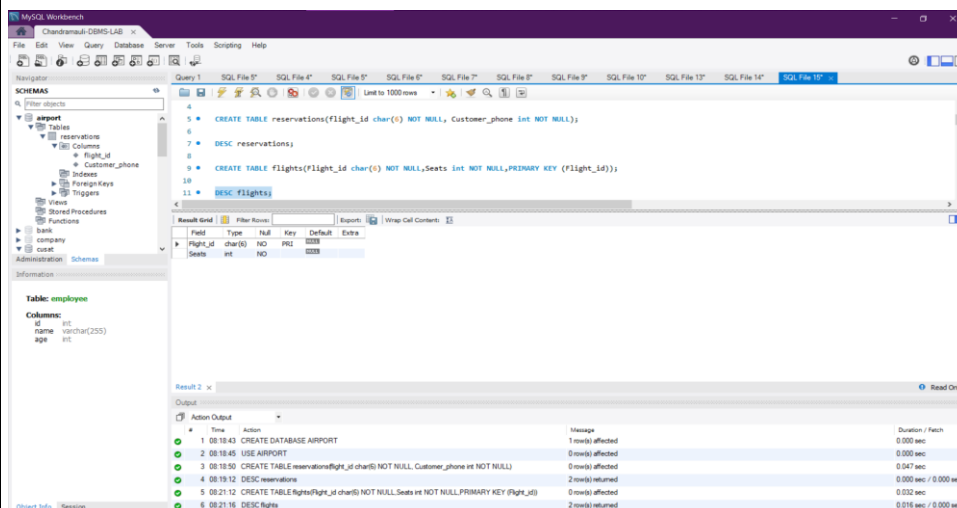 MySQL Workbench
Chandramauli-DBMS-LAB
File Edit View Query Database Server Tools Scripting Help
Navigator
SCHEMAS
Filter objects
airport
Tables
reservations
Columns
flight_id
Customer_phone
Indexes
Foreign Keys
Triggers
Views
Stored Procedures
Functions
bank
company
cusat
Administration Schemas
Information
Table: employee
Columns:
id int
name varchar(255)
age int
Object Info Session
Query 1 SQL File 5* SQL File 4* SQL File 5* SQL File 6* SQL File 7* SQL File 8* SQL File 9* SQL File 10* SQL File 13* SQL File 14* SQL File 15*
Limit to 1000 rows
4
5 CREATE TABLE reservations(flight_id char(6) NOT NULL, Customer_phone int NOT NULL);
6
7 DESC reservations;
8
9 CREATE TABLE flights(Flight_id char(6) NOT NULL,Seats int NOT NULL,PRIMARY KEY (Flight_id));
10
11 DESC flights;
Result Grid Filter Rows: Export: Wrap Cell Content:
Field Type Null Key Default Extra
Flight_id char(6) NO PRI NULL
Seats int NO NULL
Result 2 Read On
Output
Action Output
# Time Action Message Duration / Fetch
1 08:18:43 CREATE DATABASE AIRPORT 1 row(s) affected 0.000 sec
2 08:18:45 USE AIRPORT 0 row(s) affected 0.000 sec
3 08:18:50 CREATE TABLE reservations(flight_id char(6) NOT NULL, Customer_phone int NOT NULL) 0 row(s) affected 0.047 sec
4 08:19:12 DESC reservations 2 row(s) returned 0.000 sec / 0.000 se
5 08:21:12 CREATE TABLE flights(Flight_id char(6) NOT NULL,Seats int NOT NULL,PRIMARY KEY (Flight_id)) 0 row(s) affected 0.032 sec
6 08:21:16 DESC flights 2 row(s) returned 0.016 sec / 0.000 se